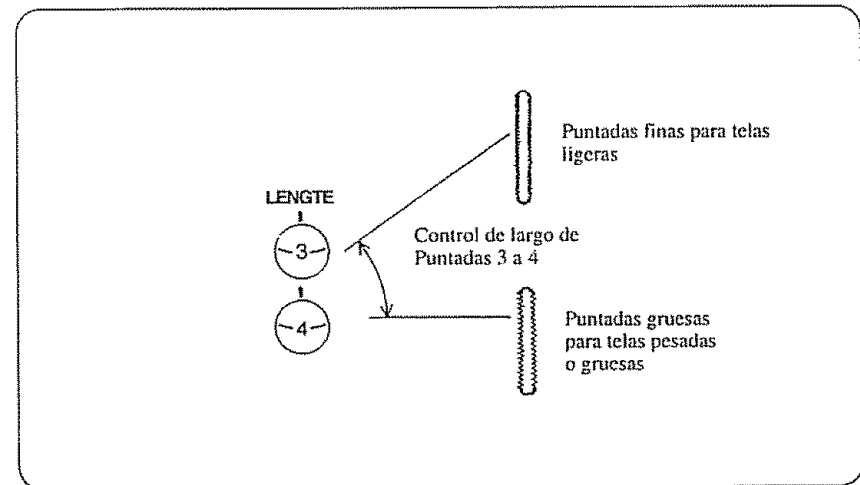 Puntadas finas para telas
ligeras
LENGTE
3
Control de largo de
Puntadas 3 a 4
4
Puntadas gruesas
para telas pesadas
o gruesas